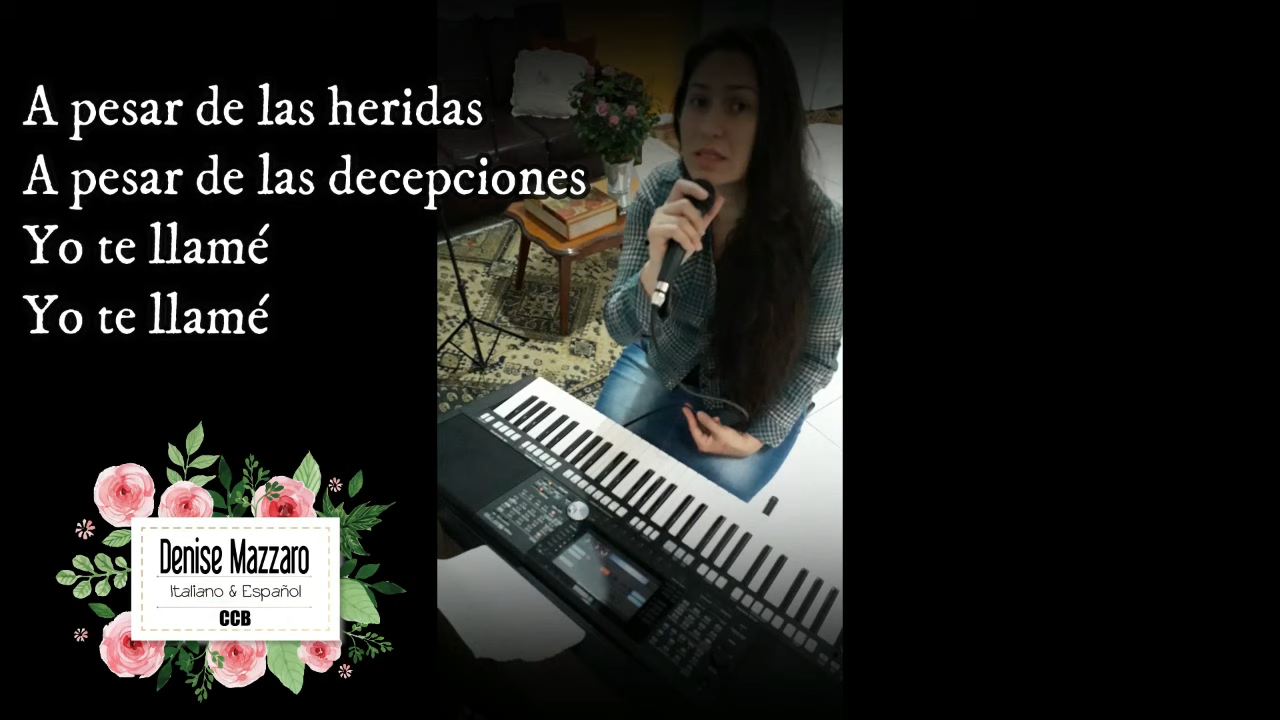 A pesar de las heridas
A pesar de las decepciones
Yo te llamé
Yo te llamé
Denise Mazzaro
Italiano & Español
CCB